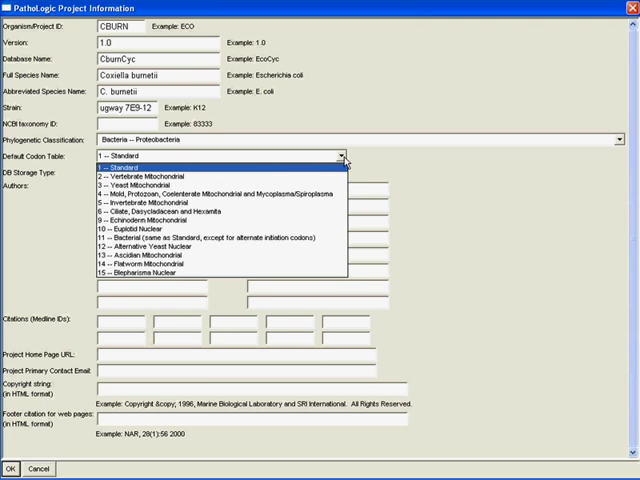 PathoLogic Project Information
Organism/Project ID: CBURN Example: ECO
Version: 1.0 Example: 1.0
Database Name: CburnCyc Example: EcoCyc
Full Species Name: Coxiella burnetii Example: Escherichia coli
Abbreviated Species Name: C. burnetii Example: E. coli
Strain: ugway 7E9-12 Example: K12
NCBI taxonomy ID: Example: 83333
Phylogenetic Classification: Bacteria -- Proteobacteria
Default Codon Table: 1 -- Standard
1 -- Standard
DB Storage Type:
2 -- Vertebrate Mitochondrial
Authors:
3 -- Yeast Mitochondrial
4 -- Mold, Protozoan, Coelenterate Mitochondrial and Mycoplasma/Spiroplasma
5 -- Invertebrate Mitochondrial
6 -- Ciliate, Dasycladacean and Hexamita
9 -- Echinoderm Mitochondrial
10 -- Euplotid Nuclear
11 -- Bacterial (same as Standard, except for alternate initiation codons)
12 -- Alternative Yeast Nuclear
13 -- Ascidian Mitochondrial
14 -- Flatworm Mitochondrial
15 -- Blepharisma Nuclear
Citations (Medline IDs):
Project Home Page URL:
Project Primary Contact Email:
Copyright string:
(in HTML format)
Example: Copyright &copy; 1996, Marine Biological Laboratory and SRI International. All Rights Reserved.
Footer citation for web pages:
(in HTML format)
Example: NAR, 28(1):56 2000
OK Cancel